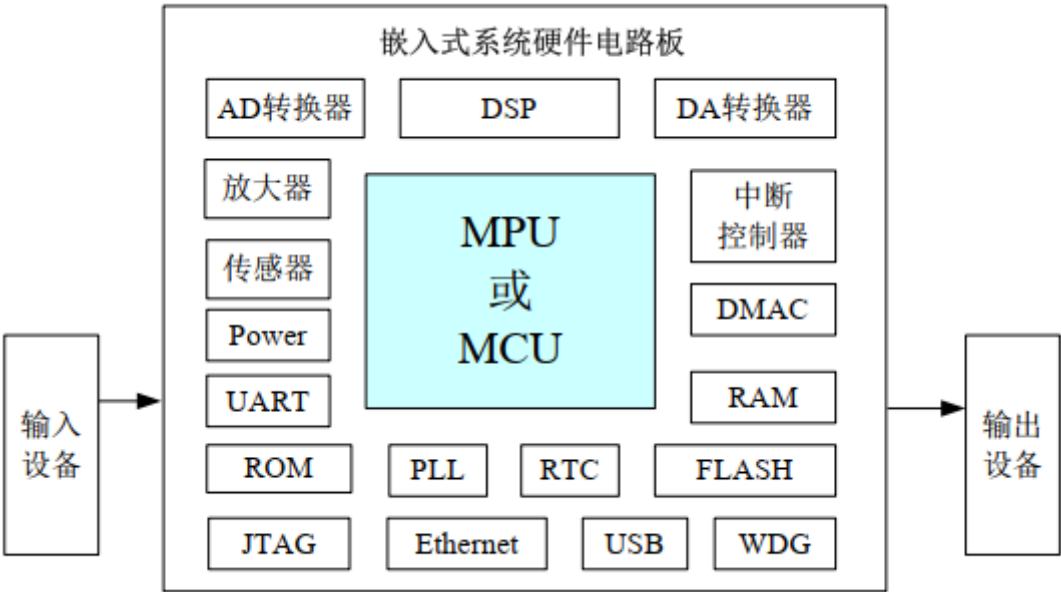 嵌入式系统硬件电路板
AD转换器
DSP
DA转换器
放大器
MPU
或
MCU
中断
控制器
传感器
DMAC
Power
UART
RAM
输入
设备
输出
设备
ROM
PLL
RTC
FLASH
JTAG
Ethernet
USB
WDG